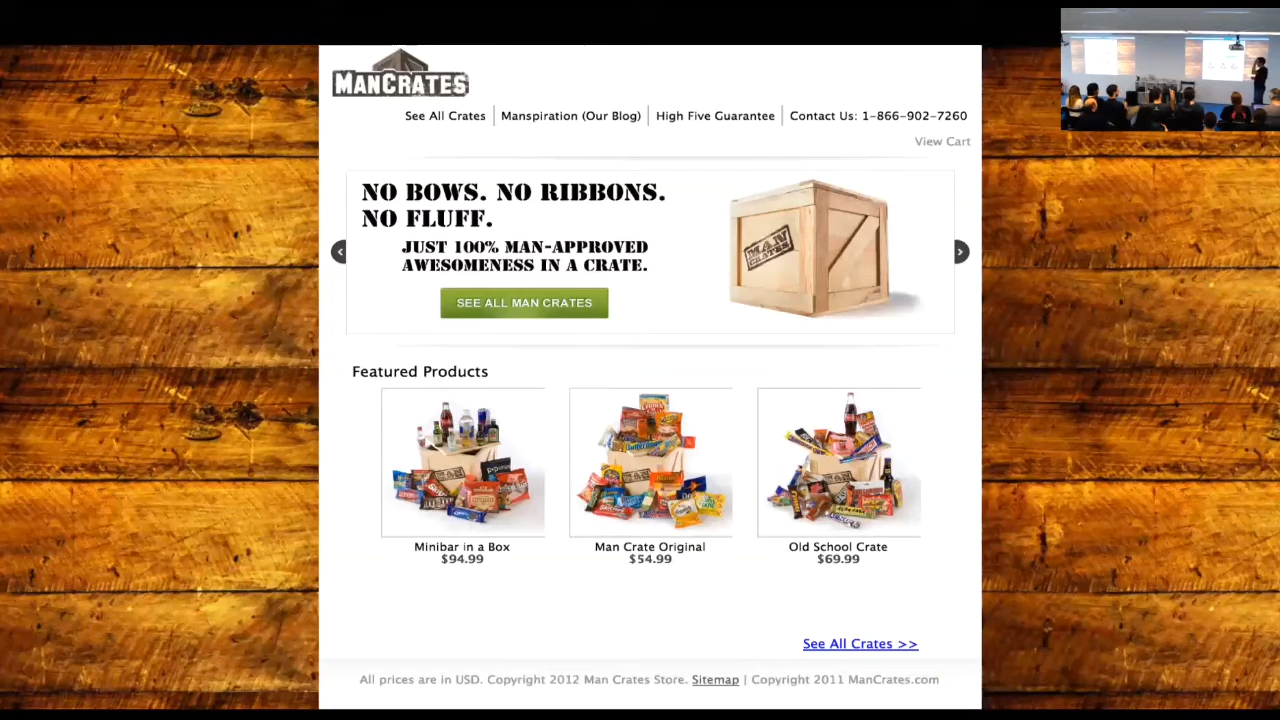 MANCRATES
See All Crates
Manspiration (Our Blog)
High Five Guarantee
Contact Us: 1-866-902-7260
View Cart
NO BOWS. NO RIBBONS.
NO FLUFF.
JUST 100% MAN-APPROVED
AWESOMENESS IN A CRATE.
SEE ALL MAN CRATES
MAN
CRATES
Featured Products
Minibar in a Box
$94.99
Man Crate Original
$54.99
Old School Crate
$69.99
See All Crates >>
All prices are in USD. Copyright 2012 Man Crates Store. Sitemap | Copyright 2011 ManCrates.com